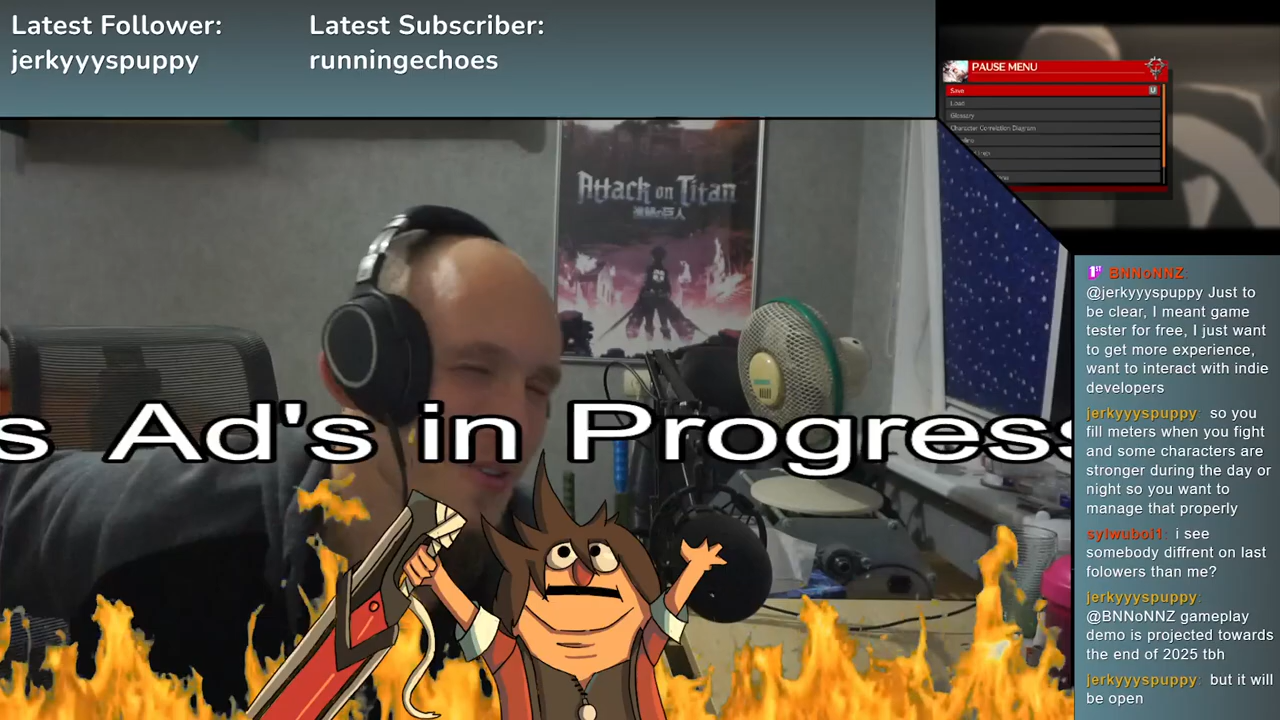 Latest Follower:
jerkyyyspuppy
Latest Subscriber:
runningechoes
PAUSE MENU
Save
Load
Glossary
Character Correlation Diagram
Attack on Titan
進撃の巨人
s Ad's in Progress
1st BNNoNNZ:
@jerkyyyspuppy Just to
be clear, I meant game
tester for free, I just want
to get more experience,
want to interact with indie
developers
jerkyyyspuppy: so you
fill meters when you fight
and some characters are
stronger during the day or
night so you want to
manage that properly
sylwuboi1: i see
somebody diffrent on last
folowers than me?
jerkyyyspuppy:
@BNNoNNZ gameplay
demo is projected towards
the end of 2025 tbh
jerkyyyspuppy: but it will
be open